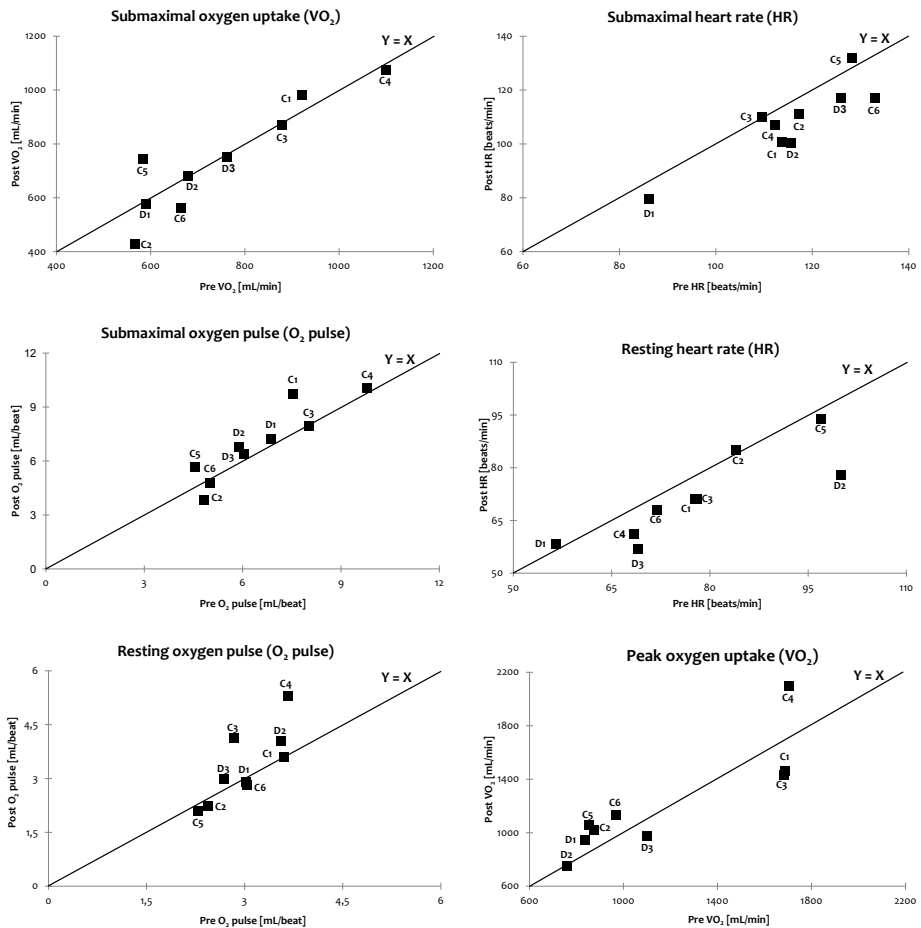 Submaximal oxygen uptake (VO₂)
Y = X
1200
1000
800
600
400
400
600
800
1000
1200
Post VO₂ [mL/min]
Pre VO₂ [mL/min]
C4
C1
C3
C5
D3
D2
D1
C6
C2
Submaximal heart rate (HR)
Y = X
140
120
100
80
60
60
80
100
120
140
Post HR [beats/min]
Pre HR [beats/min]
C5
D3
C6
C3
C2
C4
C1
D2
D1
Submaximal oxygen pulse (O₂ pulse)
Y = X
12
9
6
3
0
0
3
6
9
12
Post O₂ pulse [mL/beat]
Pre O₂ pulse [mL/beat]
C1
C4
C3
D1
D2
D3
C5
C6
C2
Resting heart rate (HR)
Y = X
110
95
80
65
50
50
65
80
95
110
Post HR [beats/min]
Pre HR [beats/min]
C5
C2
D2
C3
C1
C6
C4
D1
D3
Resting oxygen pulse (O₂ pulse)
Y = X
6
4,5
3
1,5
0
0
1,5
3
4,5
6
Post O₂ pulse [mL/beat]
Pre O₂ pulse [mL/beat]
C4
C3
D2
C1
D3
D1
C6
C2
C5
Peak oxygen uptake (VO₂)
Y = X
2200
1800
1400
1000
600
600
1000
1400
1800
2200
Post VO₂ [mL/min]
Pre VO₂ [mL/min]
C4
C1
C3
C6
C5
C2
D1
D3
D2